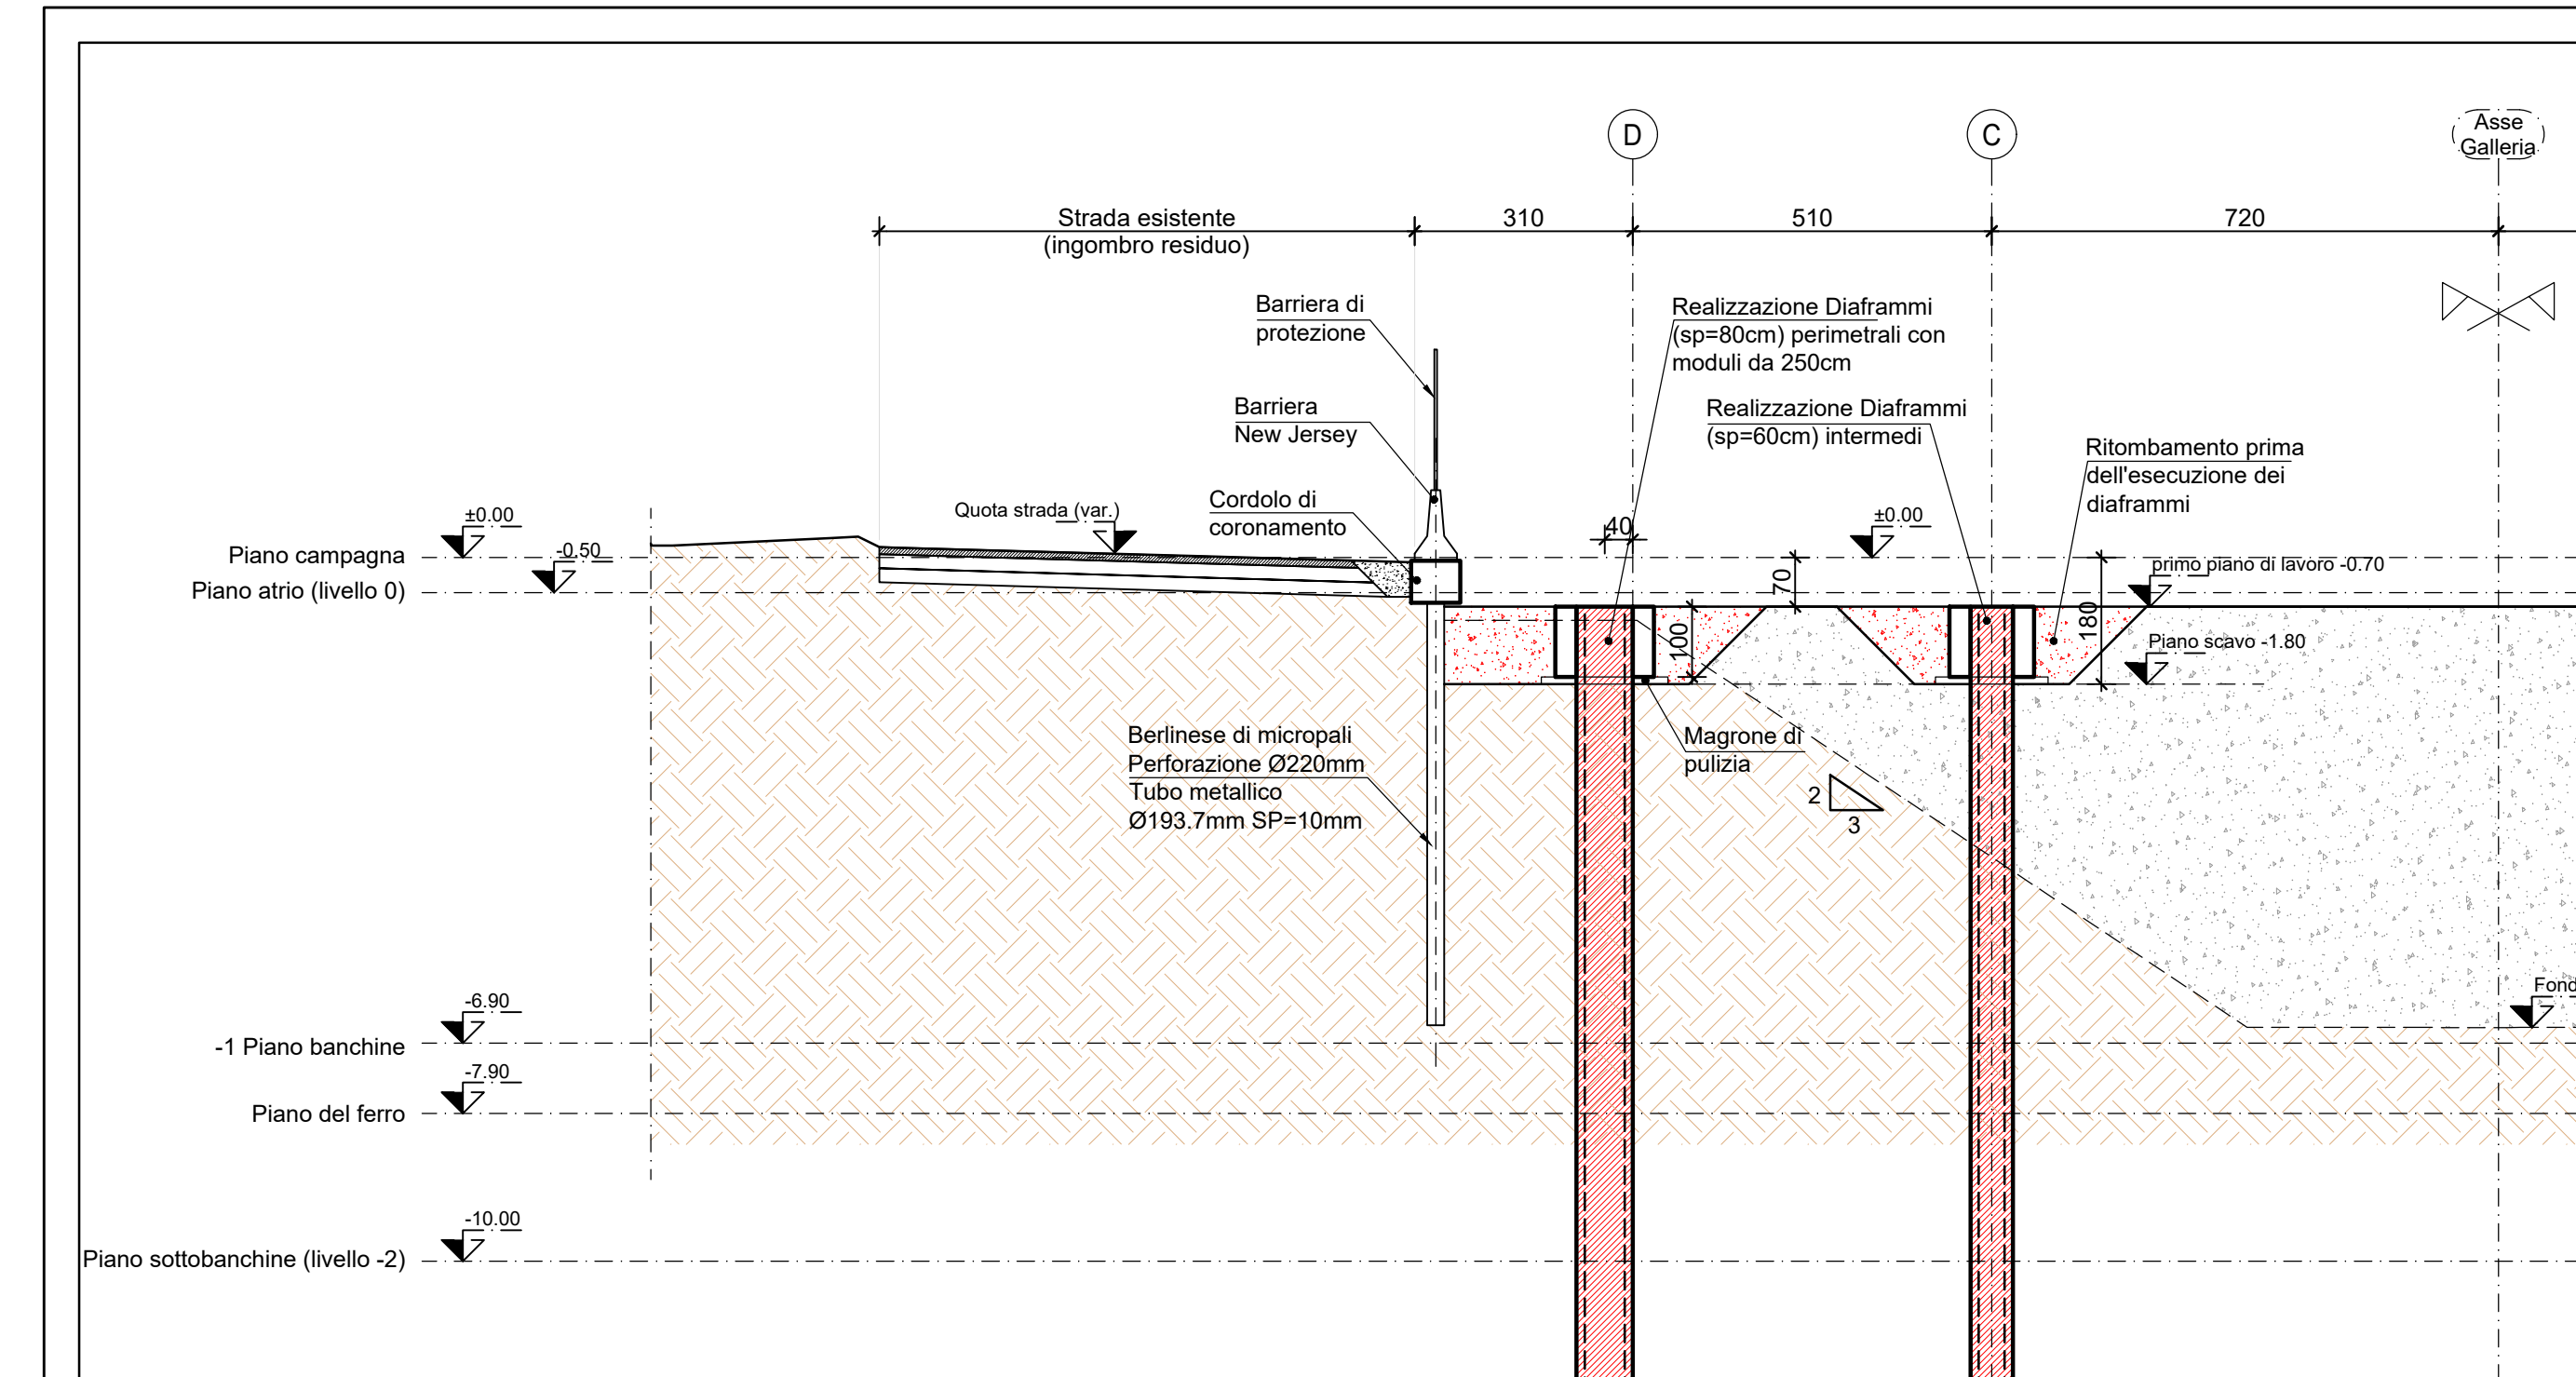 D
C
Asse
Galleria
Strada esistente
(ingombro residuo)
310
510
720
Barriera di
protezione
Realizzazione Diaframmi
(sp=80cm) perimetrali con
moduli da 250cm
Barriera
New Jersey
Realizzazione Diaframmi
(sp=60cm) intermedi
Ritombamento prima
dell'esecuzione dei
diaframmi
Cordolo di
coronamento
Quota strada (var.)
±0.00
Piano campagna
-0.50
Piano atrio (livello 0)
40
±0.00
70
primo piano di lavoro -0.70
100
180
Piano scavo -1.80
Berlinese di micropali
Perforazione Ø220mm
Tubo metallico
Ø193.7mm SP=10mm
Magrone di
pulizia
2
3
Fond
-6.90
-1 Piano banchine
-7.90
Piano del ferro
-10.00
Piano sottobanchine (livello -2)